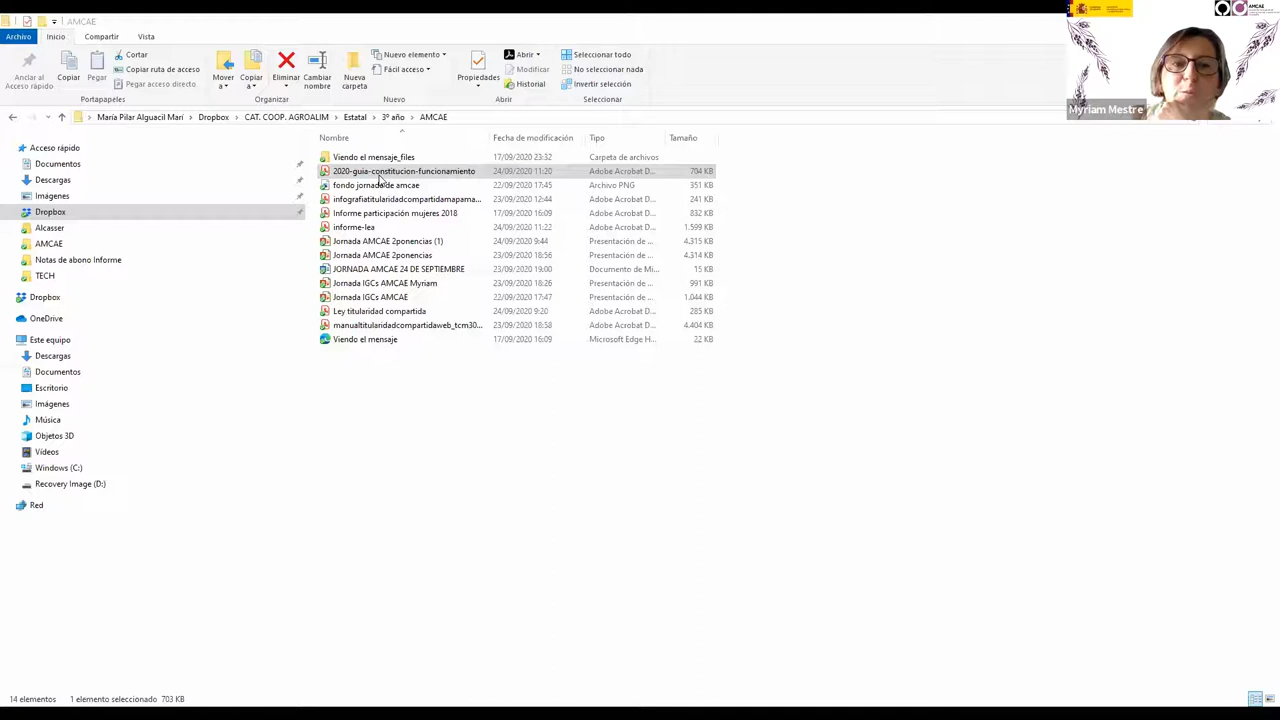 AMCAE
Archivo Inicio Compartir Vista
Anclar al Acceso rápido
Copiar
Pegar
Cortar
Copiar ruta de acceso
Pegar acceso directo
Mover a
Copiar a
Eliminar
Cambiar nombre
Nueva carpeta
Nuevo elemento
Fácil acceso
Propiedades
Abrir
Modificar
Historial
Seleccionar todo
No seleccionar nada
Invertir selección
Portapapeles Organizar Nuevo Abrir Seleccionar
AMCAE
Myriam Mestre
María Pilar Alguacil Marí › Dropbox › CAT. COOP. AGROALIM › Estatal › 3º año › AMCAE
Acceso rápido
Documentos
Descargas
Imágenes
Dropbox
Alcasser
AMCAE
Notas de abono Informe
TECH
Dropbox
OneDrive
Este equipo
Descargas
Documentos
Escritorio
Imágenes
Música
Objetos 3D
Vídeos
Windows (C:)
Recovery Image (D:)
Red
Nombre Fecha de modificación Tipo Tamaño
Viendo el mensaje_files 17/09/2020 23:32 Carpeta de archivos
2020-guia-constitucion-funcionamiento 24/09/2020 11:20 Adobe Acrobat D... 704 KB
fondo jornada de amcae 22/09/2020 17:45 Archivo PNG 351 KB
infografiatitularidadcompartidamapama... 23/09/2020 12:44 Adobe Acrobat D... 241 KB
Informe participación mujeres 2018 17/09/2020 16:09 Adobe Acrobat D... 832 KB
informe-lea 24/09/2020 11:22 Adobe Acrobat D... 1.599 KB
Jornada AMCAE 2ponencias (1) 24/09/2020 9:44 Presentación de ... 4.315 KB
Jornada AMCAE 2ponencias 23/09/2020 18:56 Presentación de ... 4.314 KB
JORNADA AMCAE 24 DE SEPTIEMBRE 23/09/2020 19:00 Documento de Mi... 15 KB
Jornada IGCs AMCAE Myriam 23/09/2020 18:26 Presentación de ... 991 KB
Jornada IGCs AMCAE 22/09/2020 17:47 Presentación de ... 1.044 KB
Ley titularidad compartida 24/09/2020 9:20 Adobe Acrobat D... 285 KB
manualtitularidadcompartidaweb_tcm30... 23/09/2020 18:58 Adobe Acrobat D... 4.404 KB
Viendo el mensaje 17/09/2020 16:09 Microsoft Edge H... 22 KB
14 elementos 1 elemento seleccionado 703 KB